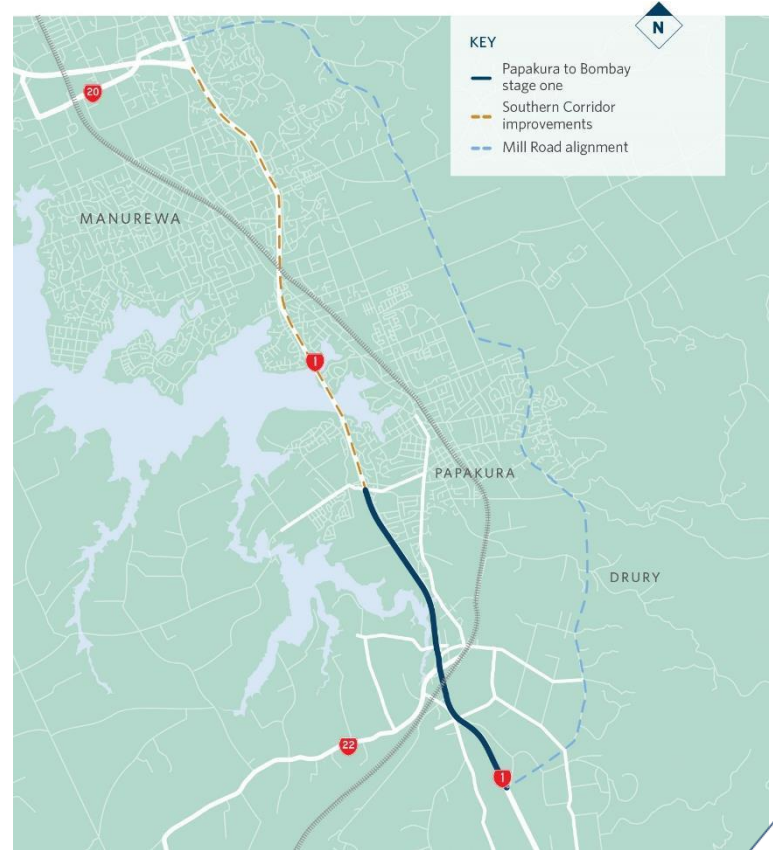 N
KEY
Papakura to Bombay
stage one
Southern Corridor
improvements
Mill Road alignment
20
MANUREWA
1
PAPAKURA
DRURY
22
1